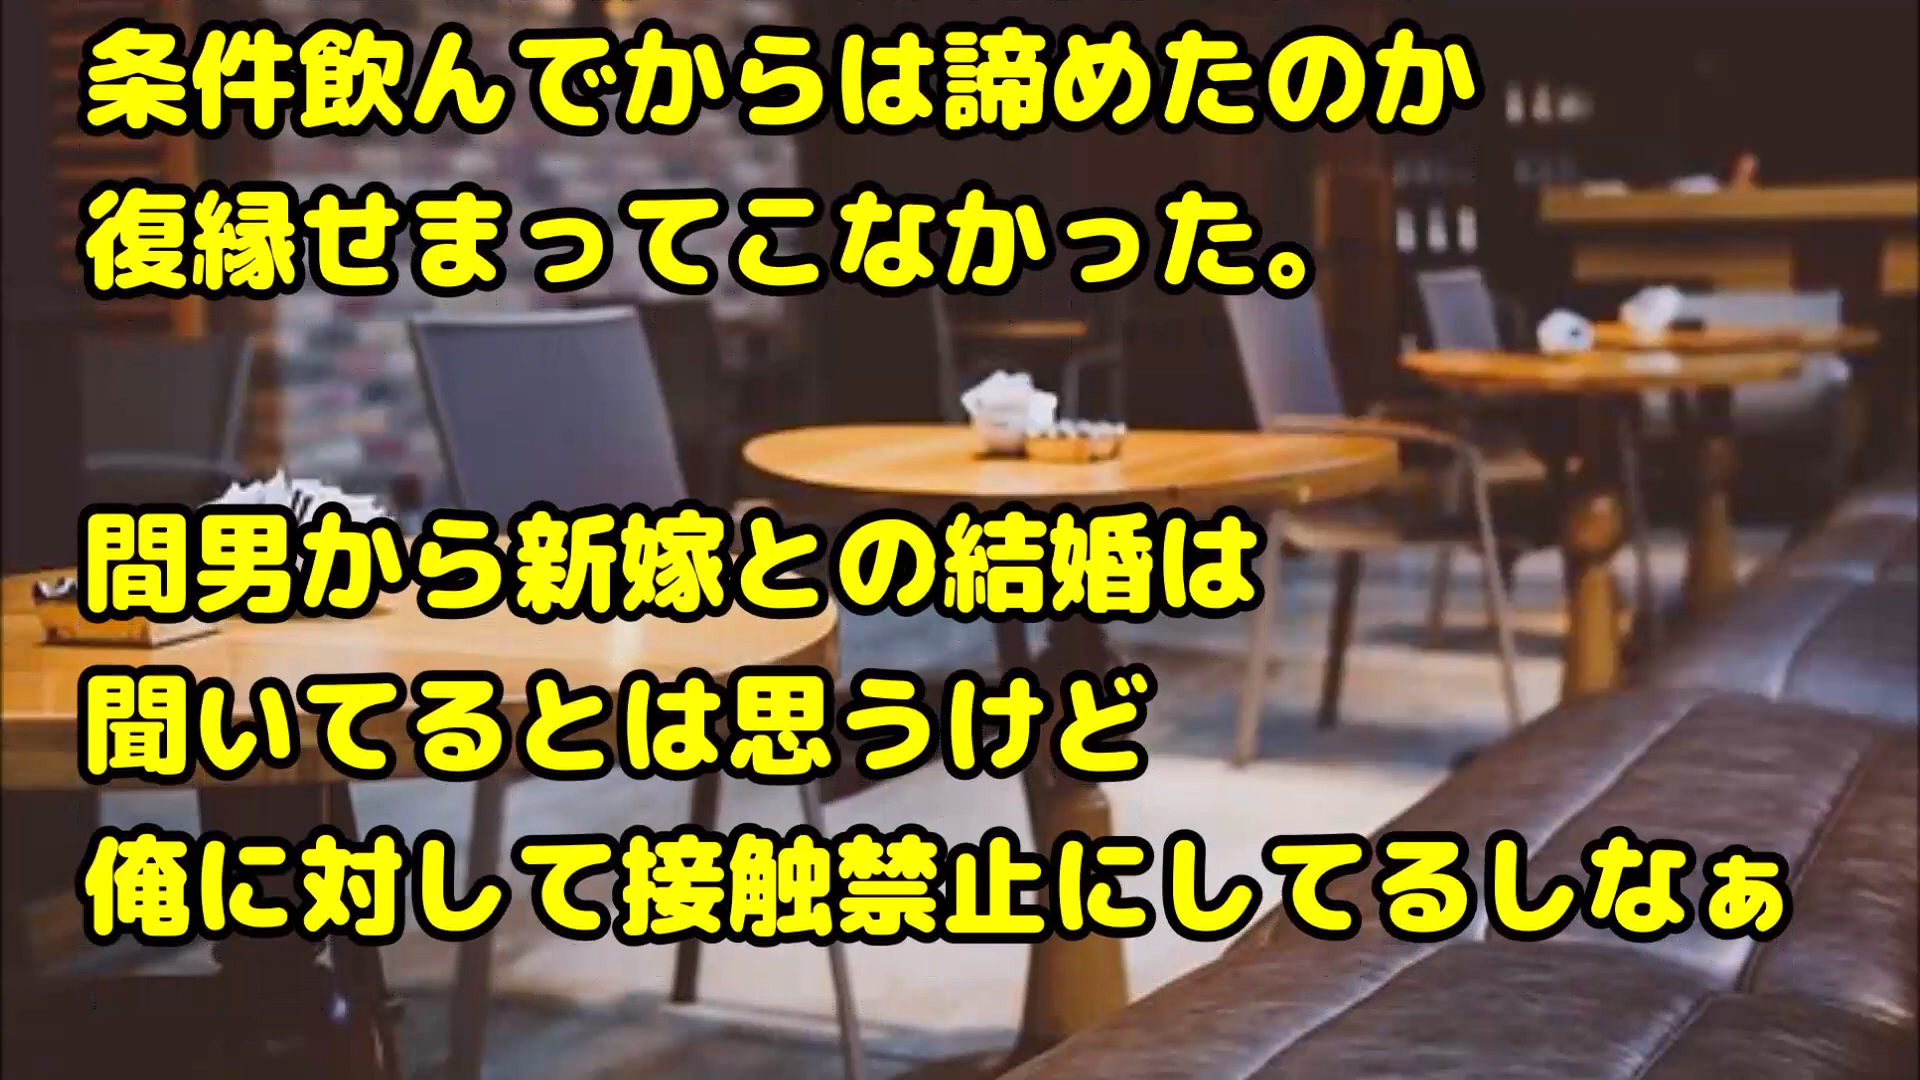 条件飲んでからは諦めたのか
復縁せまってこなかった。
間男から新嫁との結婚は
聞いてるとは思うけど
俺に対して接触禁止にしてるしなぁ